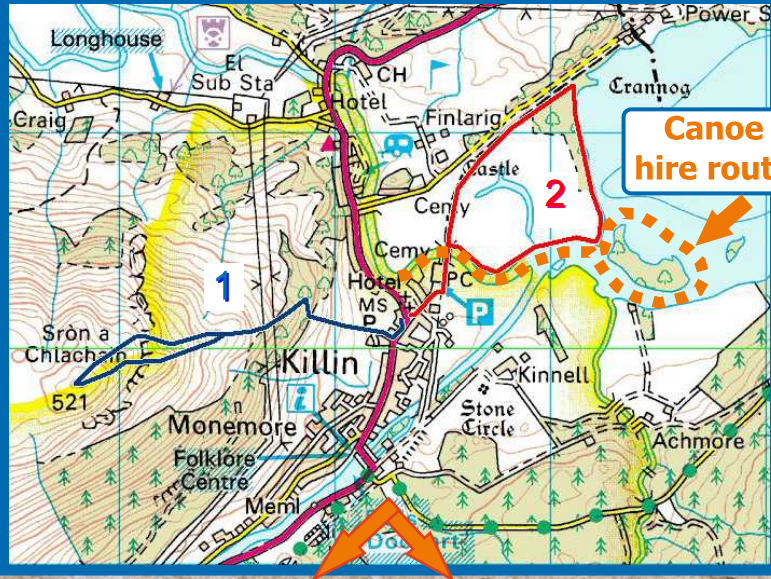 Power S
Longhouse
El
Sub Sta
CH
Hotel
Crannog
Craig
Finlarig
Canoe
hire rout
Castle
2
Cemy
Cemy
1
Hotel
PC
MS
P
P
Sròn a
Chlachain
Killin
521
Kinnell
i
Stone
Circle
Monemore
Achmore
Folklore
Centre
Meml